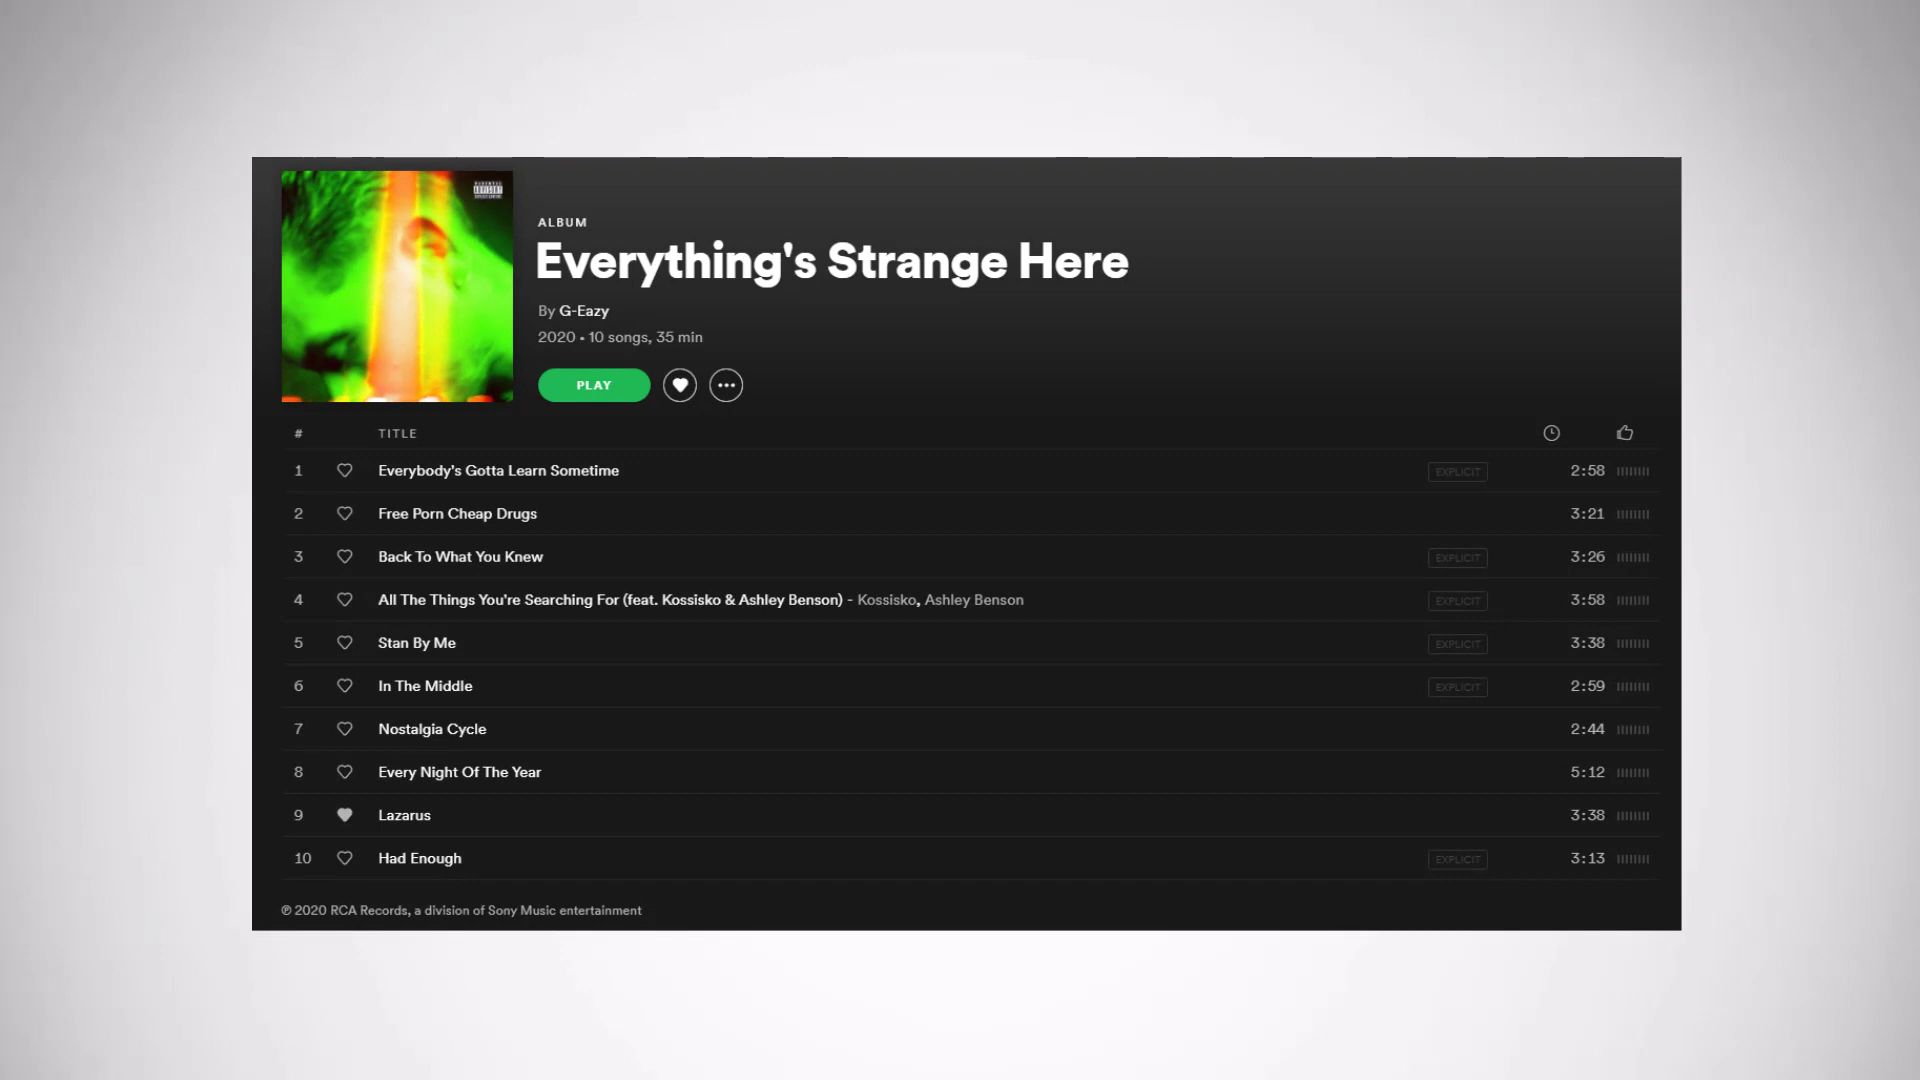 ALBUM
Everything's Strange Here
By G-Eazy
2020 • 10 songs, 35 min
PLAY
# TITLE
1 Everybody's Gotta Learn Sometime EXPLICIT 2:58
2 Free Porn Cheap Drugs 3:21
3 Back To What You Knew EXPLICIT 3:26
4 All The Things You're Searching For (feat. Kossisko & Ashley Benson) - Kossisko, Ashley Benson EXPLICIT 3:58
5 Stan By Me EXPLICIT 3:38
6 In The Middle EXPLICIT 2:59
7 Nostalgia Cycle 2:44
8 Every Night Of The Year 5:12
9 Lazarus 3:38
10 Had Enough EXPLICIT 3:13
℗ 2020 RCA Records, a division of Sony Music entertainment